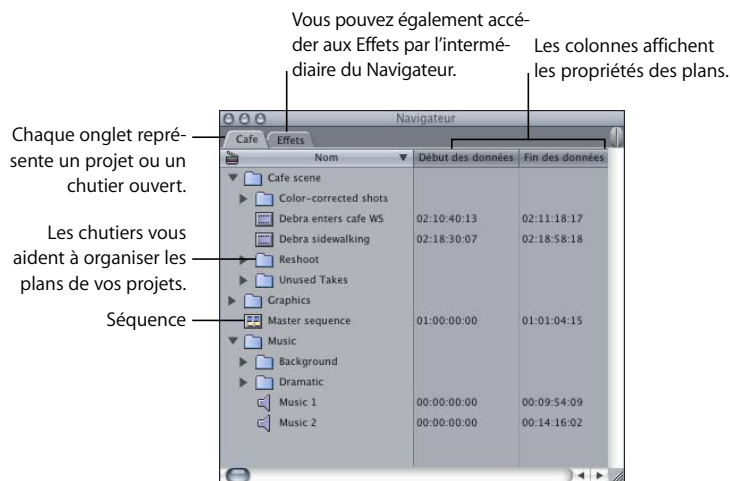 Vous pouvez également accé-
der aux Effets par l'intermé-
diaire du Navigateur.
Les colonnes affichent
les propriétés des plans.
Chaque onglet repré-
sente un projet ou un
chutier ouvert.
Les chutiers vous
aident à organiser les
plans de vos projets.
Séquence
Navigateur
Cafe Effets
Nom Début des données Fin des données
Cafe scene
Color-corrected shots
Debra enters cafe WS 02:10:40:13 02:11:18:17
Debra sidewalking 02:18:30:07 02:18:58:18
Reshoot
Unused Takes
Graphics
Master sequence 01:00:00:00 01:01:04:15
Music
Background
Dramatic
Music 1 00:00:00:00 00:09:54:09
Music 2 00:00:00:00 00:14:16:02